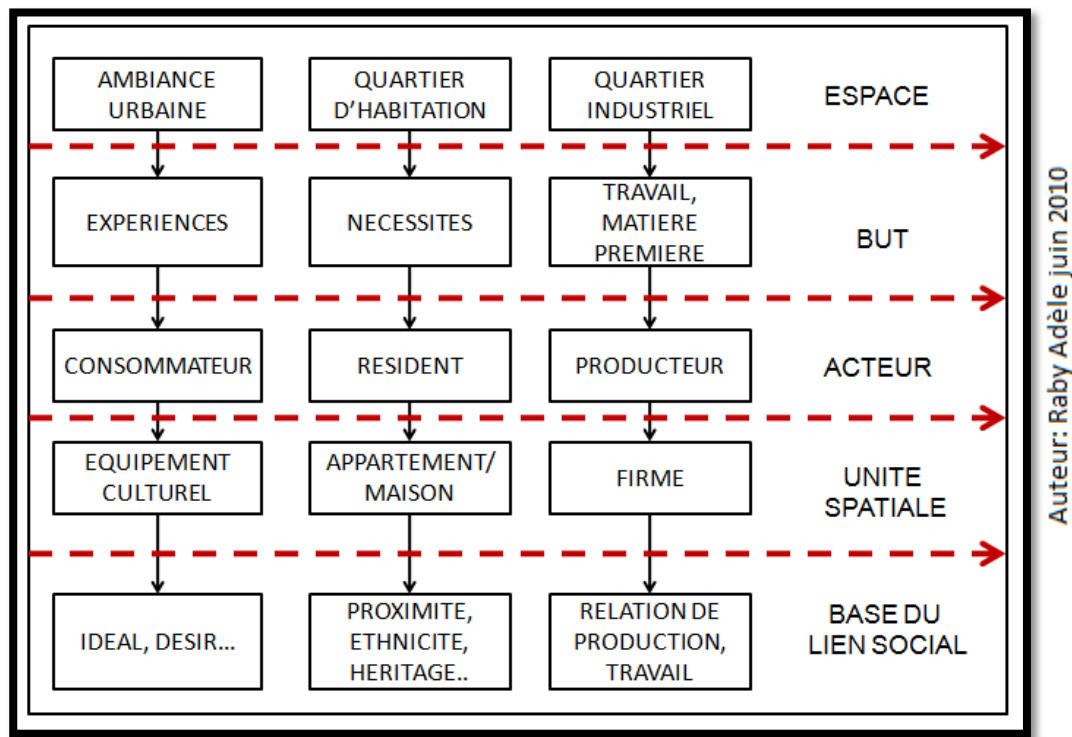 AMBIANCE
URBAINE
QUARTIER
D'HABITATION
QUARTIER
INDUSTRIEL
ESPACE
EXPERIENCES
NECESSITES
TRAVAIL,
MATIERE
PREMIERE
BUT
CONSOMMATEUR
RESIDENT
PRODUCTEUR
ACTEUR
EQUIPEMENT
CULTUREL
APPARTEMENT/
MAISON
FIRME
UNITE
SPATIALE
IDEAL, DESIR...
PROXIMITE,
ETHNICITE,
HERITAGE..
RELATION DE
PRODUCTION,
TRAVAIL
BASE DU
LIEN SOCIAL
Auteur: Raby Adèle juin 2010